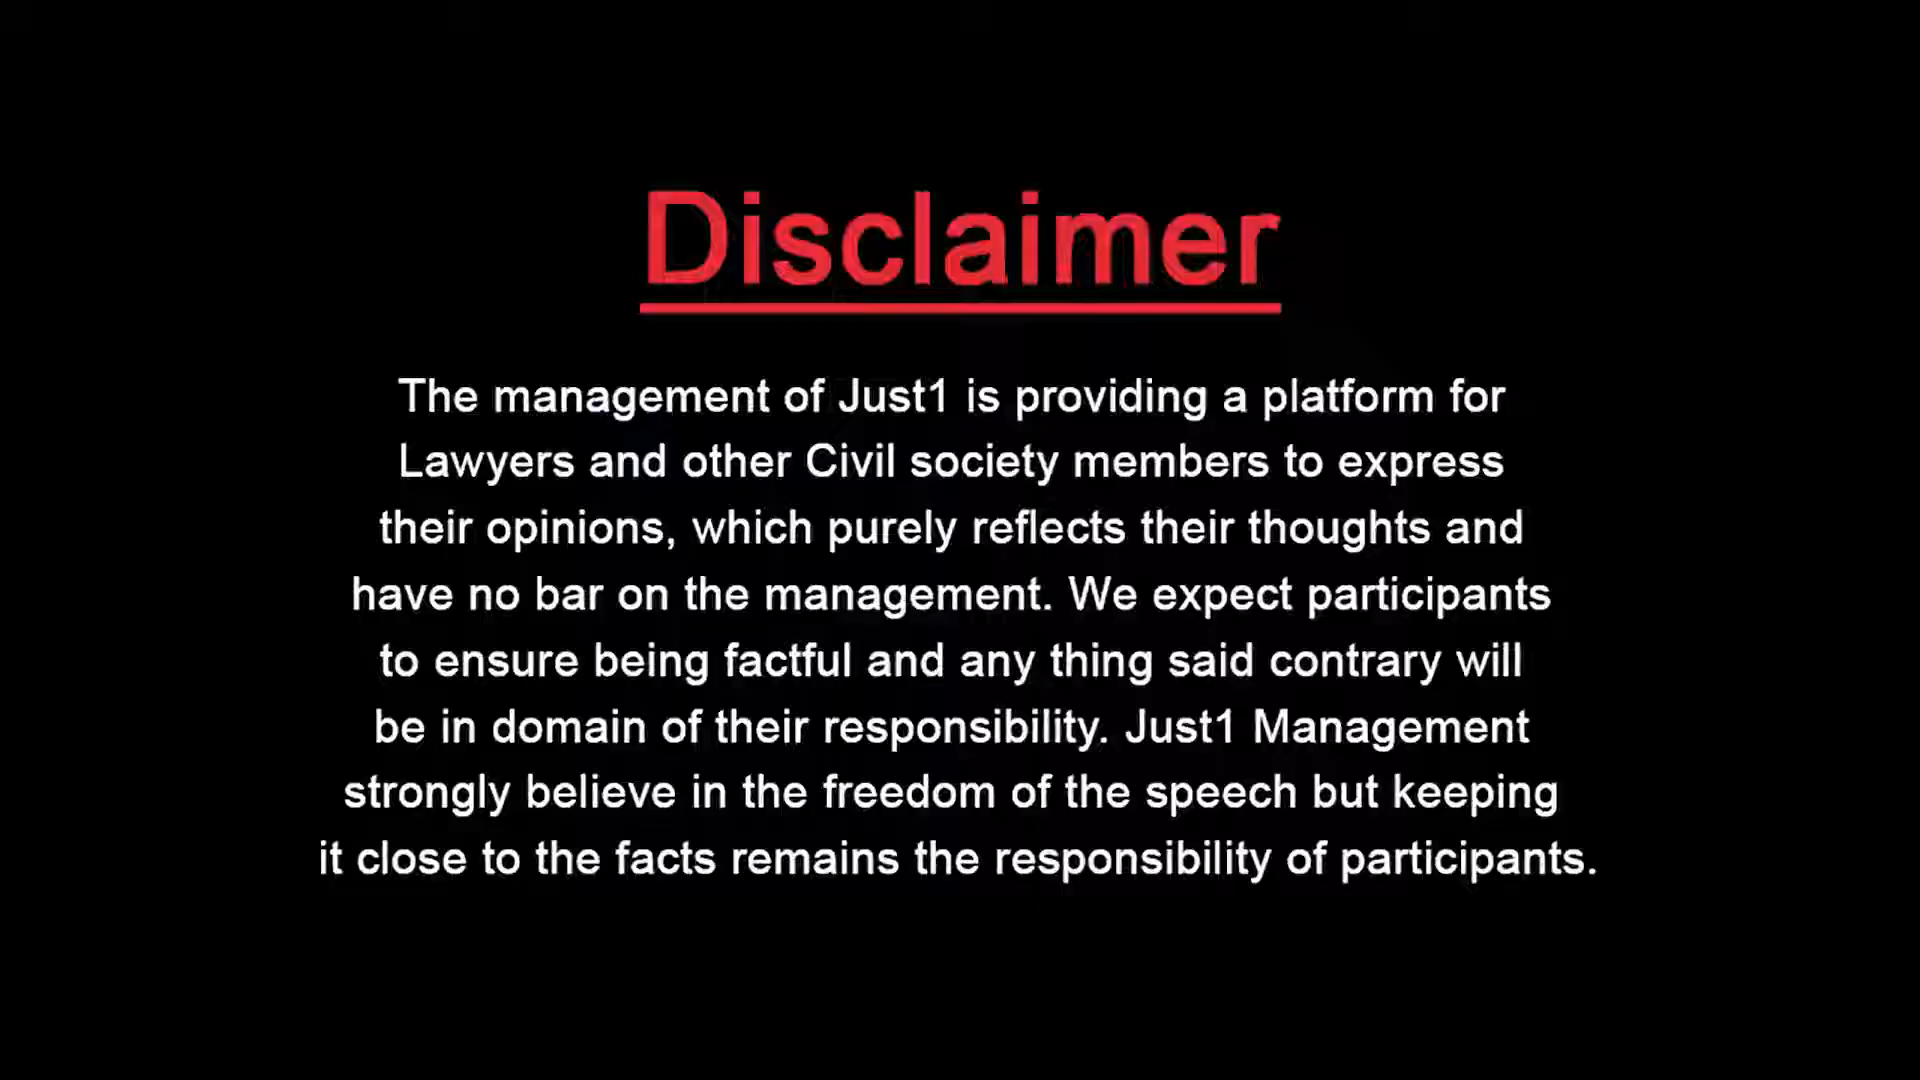 Disclaimer
The management of Just1 is providing a platform for
Lawyers and other Civil society members to express
their opinions, which purely reflects their thoughts and
have no bar on the management. We expect participants
to ensure being factful and any thing said contrary will
be in domain of their responsibility. Just1 Management
strongly believe in the freedom of the speech but keeping
it close to the facts remains the responsibility of participants.